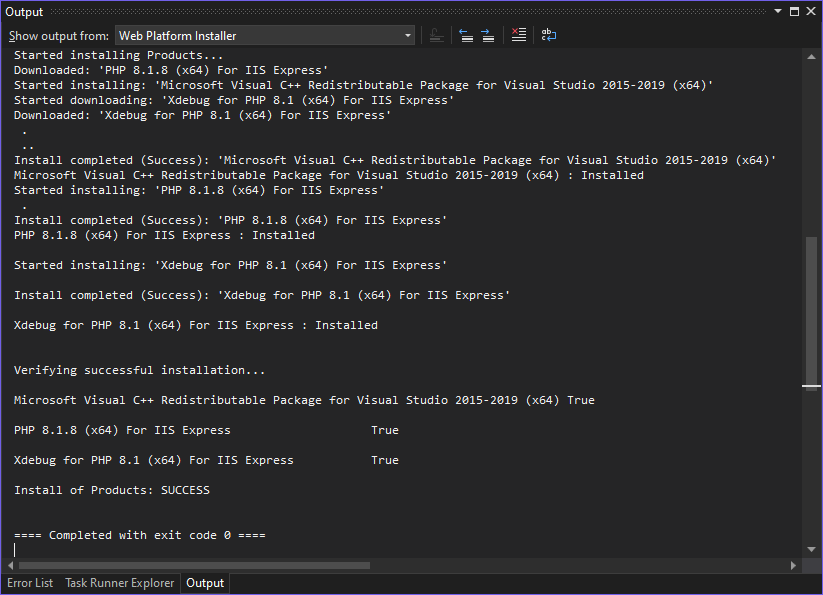 Output
Show output from: Web Platform Installer
Started installing Products...
Downloaded: 'PHP 8.1.8 (x64) For IIS Express'
Started installing: 'Microsoft Visual C++ Redistributable Package for Visual Studio 2015-2019 (x64)'
Started downloading: 'Xdebug for PHP 8.1 (x64) For IIS Express'
Downloaded: 'Xdebug for PHP 8.1 (x64) For IIS Express'
.
..
Install completed (Success): 'Microsoft Visual C++ Redistributable Package for Visual Studio 2015-2019 (x64)'
Microsoft Visual C++ Redistributable Package for Visual Studio 2015-2019 (x64) : Installed
Started installing: 'PHP 8.1.8 (x64) For IIS Express'
.
Install completed (Success): 'PHP 8.1.8 (x64) For IIS Express'
PHP 8.1.8 (x64) For IIS Express : Installed
Started installing: 'Xdebug for PHP 8.1 (x64) For IIS Express'
Install completed (Success): 'Xdebug for PHP 8.1 (x64) For IIS Express'
Xdebug for PHP 8.1 (x64) For IIS Express : Installed
Verifying successful installation...
Microsoft Visual C++ Redistributable Package for Visual Studio 2015-2019 (x64) True
PHP 8.1.8 (x64) For IIS Express True
Xdebug for PHP 8.1 (x64) For IIS Express True
Install of Products: SUCCESS
==== Completed with exit code 0 ====
Error List Task Runner Explorer Output